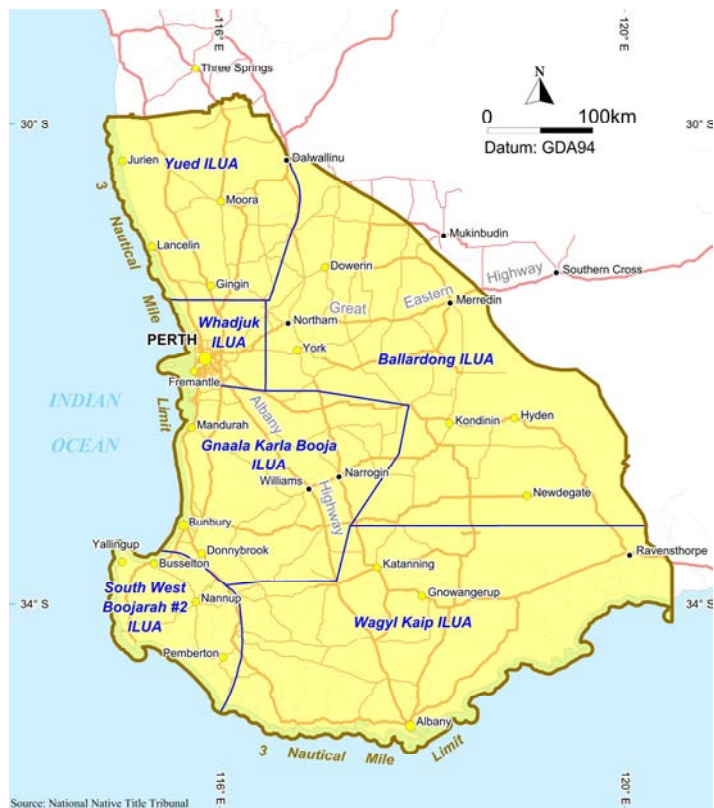 116° E
120° E
Three Springs
N
0 100km
Datum: GDA94
30° S
30° S
Jurien
Yued ILUA
Dalwallinu
Moora
3 Nautical Mile Limit
Mukinbudin
Lancelin
Dowerin
Southern Cross
Gingin
Great Eastern Highway
Merredin
Whadjuk
ILUA
Northam
PERTH
York
Ballardong ILUA
Fremantle
INDIAN
OCEAN
Albany Highway
Mandurah
Kondinin
Hyden
Gnaala Karla Booja
ILUA
Narrogin
Williams
Newdegate
Bunbury
Yallingup
Donnybrook
Busselton
Ravensthorpe
Katanning
South West
Boojarah #2
ILUA
Nannup
Gnowangerup
34° S
34° S
Wagyl Kaip ILUA
Pemberton
Albany
3 Nautical Mile Limit
116° E
120° E
Source: National Native Title Tribunal